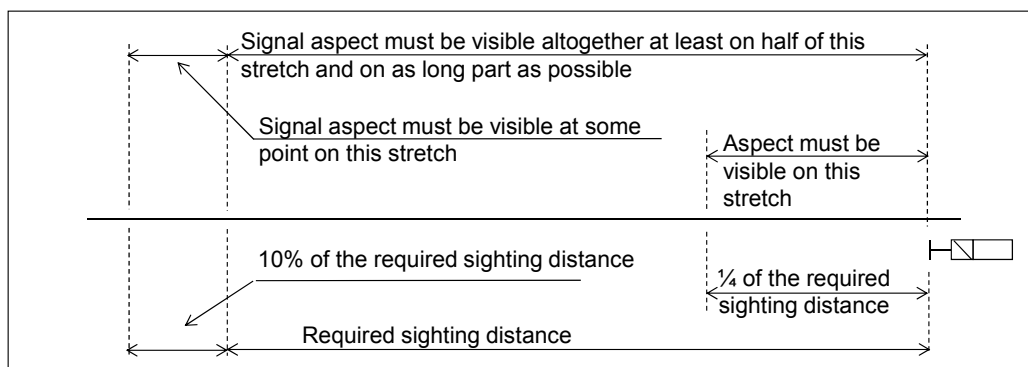 Signal aspect must be visible altogether at least on half of this
stretch and on as long part as possible
Signal aspect must be visible at some
point on this stretch
Aspect must be
visible on this
stretch
10% of the required sighting distance
¼ of the required
sighting distance
Required sighting distance